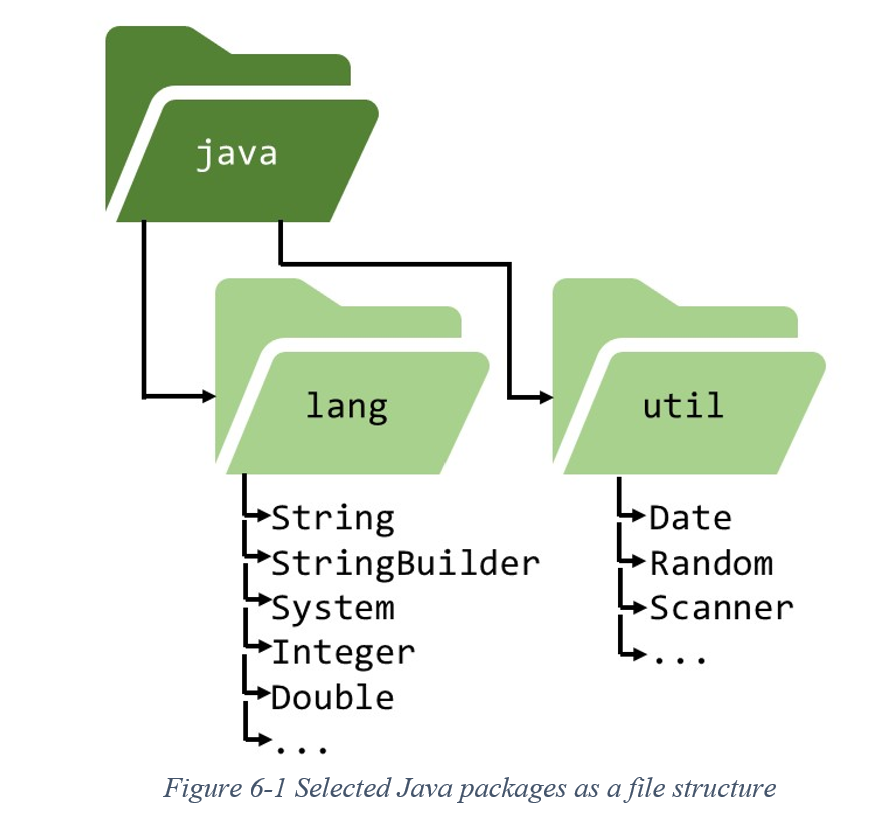 java
lang
util
String
StringBuilder
System
Integer
Double
...
Date
Random
Scanner
...
Figure 6-1 Selected Java packages as a file structure